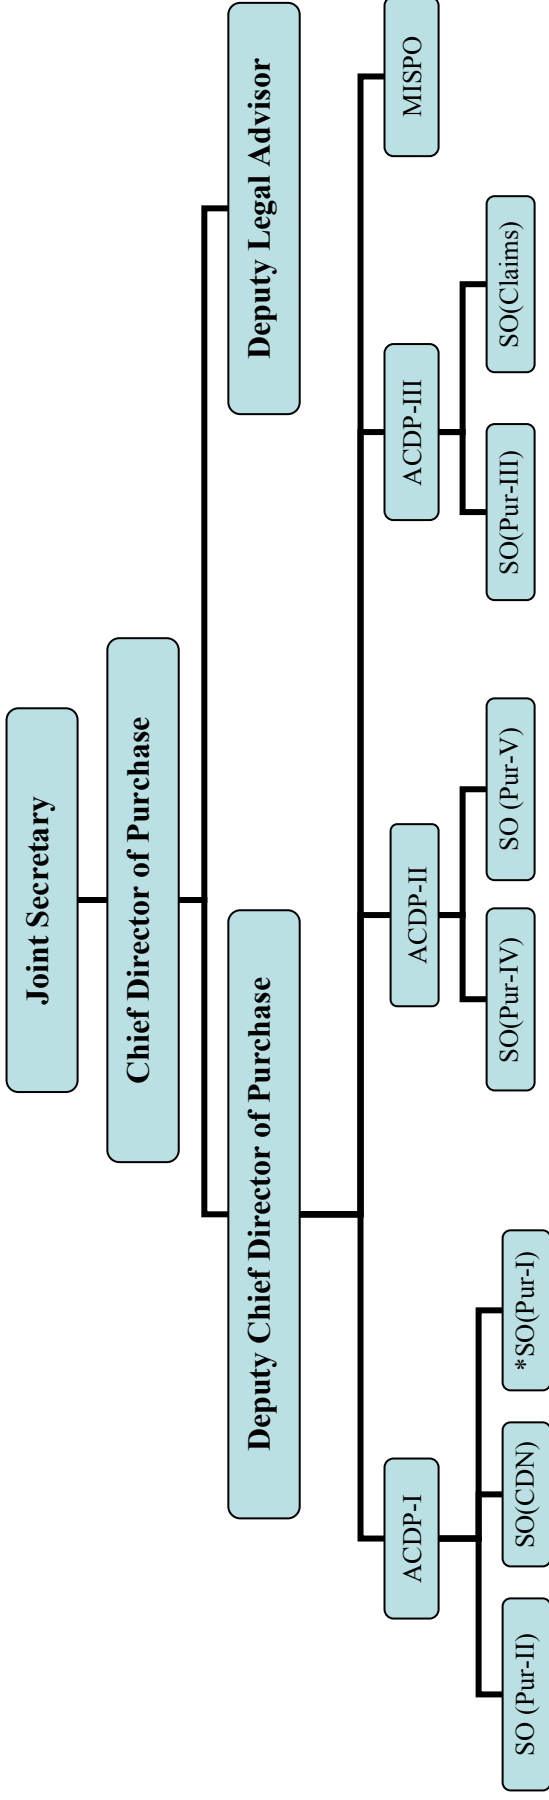 Joint Secretary
Chief Director of Purchase
Deputy Chief Director of Purchase
Deputy Legal Advisor
ACDP-I
ACDP-II
ACDP-III
MISPO
SO (Pur-II)
SO(CDN)
*SO(Pur-I)
SO(Pur-IV)
SO (Pur-V)
SO(Pur-III)
SO(Claims)